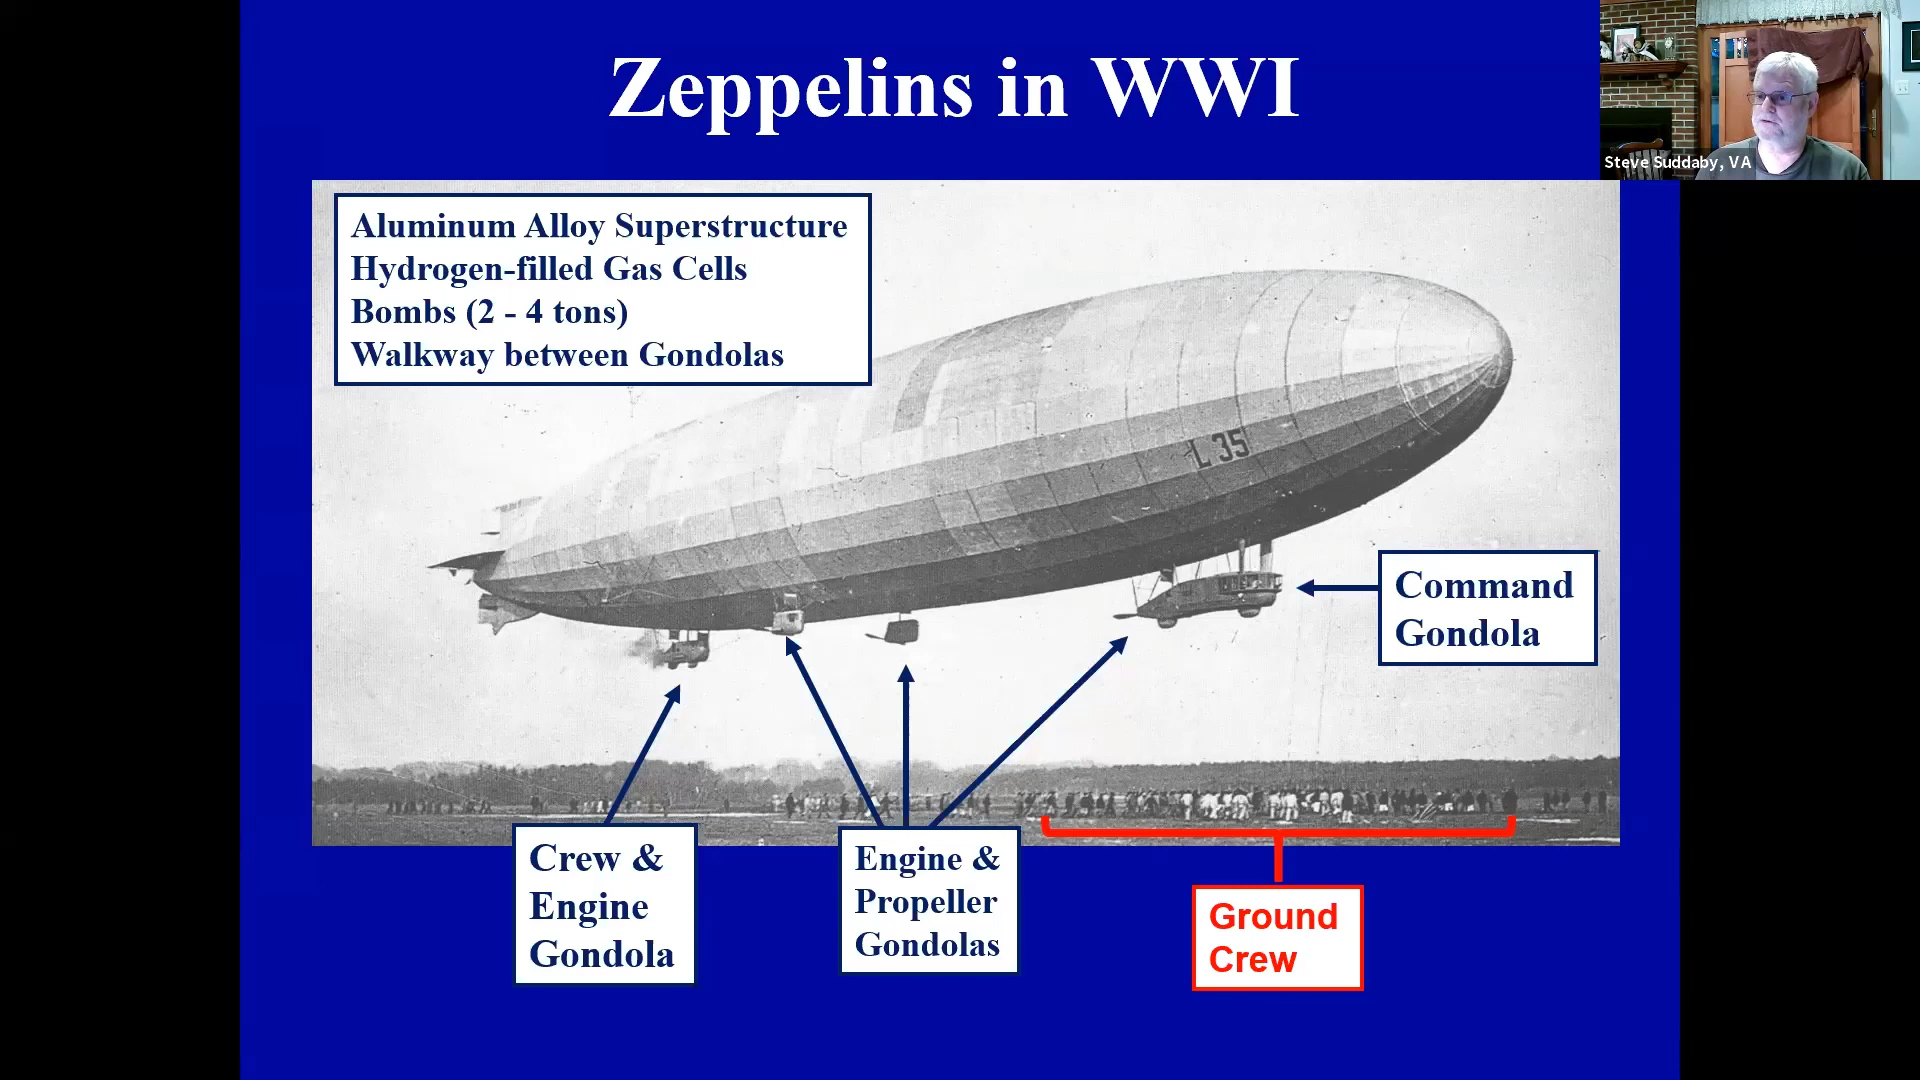 Zeppelins in WWI
Steve Suddaby, VA
Aluminum Alloy Superstructure
Hydrogen-filled Gas Cells
Bombs (2 - 4 tons)
Walkway between Gondolas
L 35
Command
Gondola
Crew &
Engine
Gondola
Engine &
Propeller
Gondolas
Ground
Crew